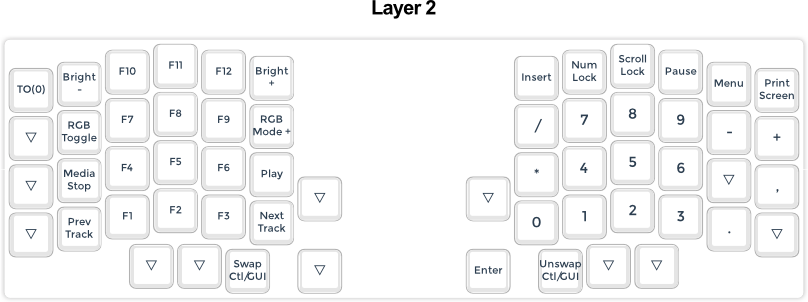 Layer 2
TO(0) Bright - F10 F11 F12 Bright + Insert Num Lock Scroll Lock Pause Menu Print Screen
▽ RGB Toggle F7 F8 F9 RGB Mode + / 7 8 9 - +
▽ Media Stop F4 F5 F6 Play * 4 5 6 ▽ ,
▽ Prev Track F1 F2 F3 Next Track ▽ ▽ 0 1 2 3 . ▽
▽ ▽ Swap Ctl/GUI ▽ Enter Unswap Ctl/GUI ▽ ▽